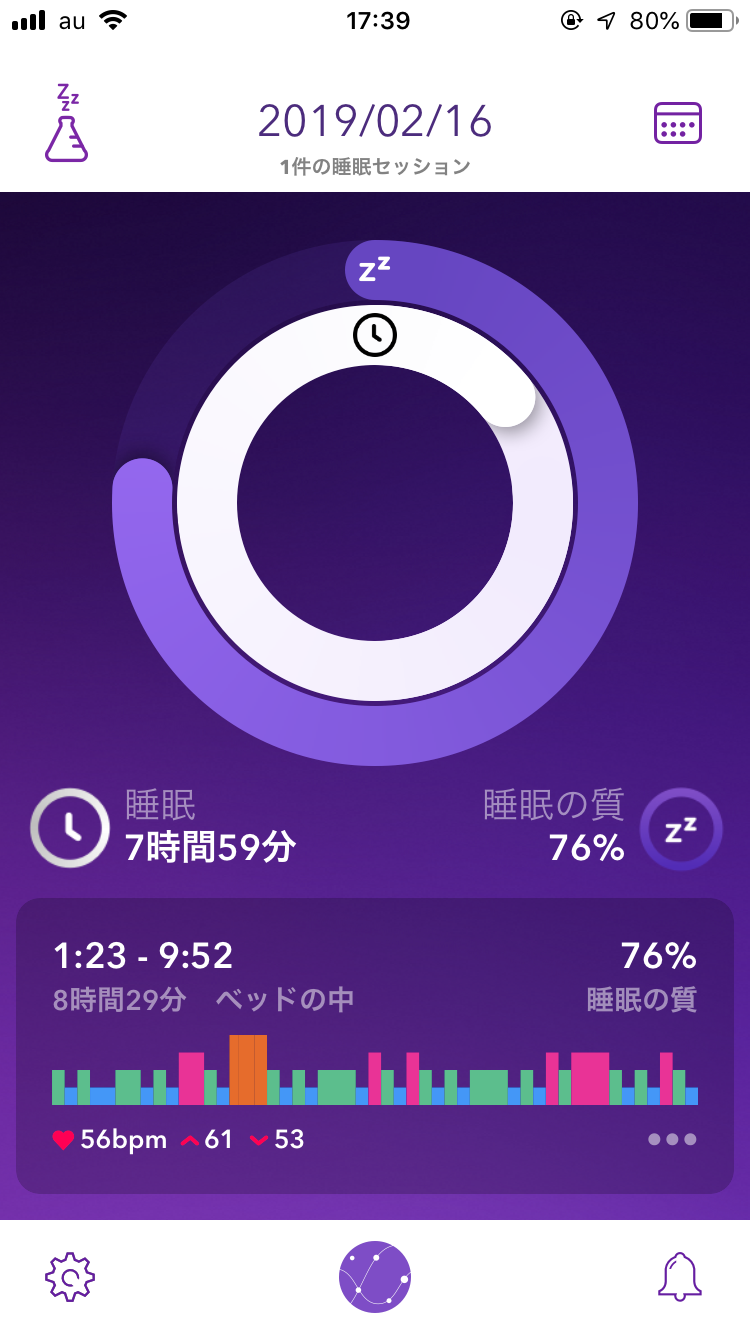 au 17:39 80%
zzz
2019/02/16
1件の睡眠セッション
zz
睡眠 睡眠の質
7時間59分 76% zz
1:23 - 9:52 76%
8時間29分 ベッドの中 睡眠の質
56bpm 61 53